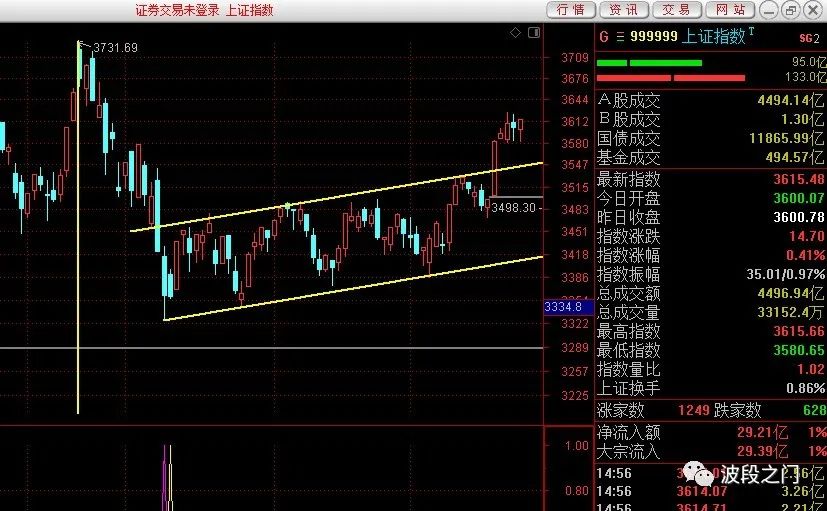 证券交易未登录 上证指数 行情 资讯 交易 网站
3731.69
3498.30
3709
3676
3644
3612
3580
3547
3515
3483
3451
3418
3386
3334.8
3322
3289
3257
3225
1.00
0.80
G 999999 上证指数 T SG2
95.0亿
133.0亿
A股成交 4494.14亿
B股成交 1.30亿
国债成交 11865.99亿
基金成交 494.57亿
最新指数 3615.48
今日开盘 3600.07
昨日收盘 3600.78
指数涨跌 14.70
指数涨幅 0.41%
指数振幅 35.01/0.97%
总成交额 4496.94亿
总成交量 33152.4万
最高指数 3615.66
最低指数 3580.65
指数量比 1.02
上证换手 0.86%
涨家数 1249 跌家数 628
净流入额 29.21亿 1%
大宗流入 29.39亿 1%
14:56
14:56 3614.07 3.26亿
14:56 3614.71 2.21亿
波段之门